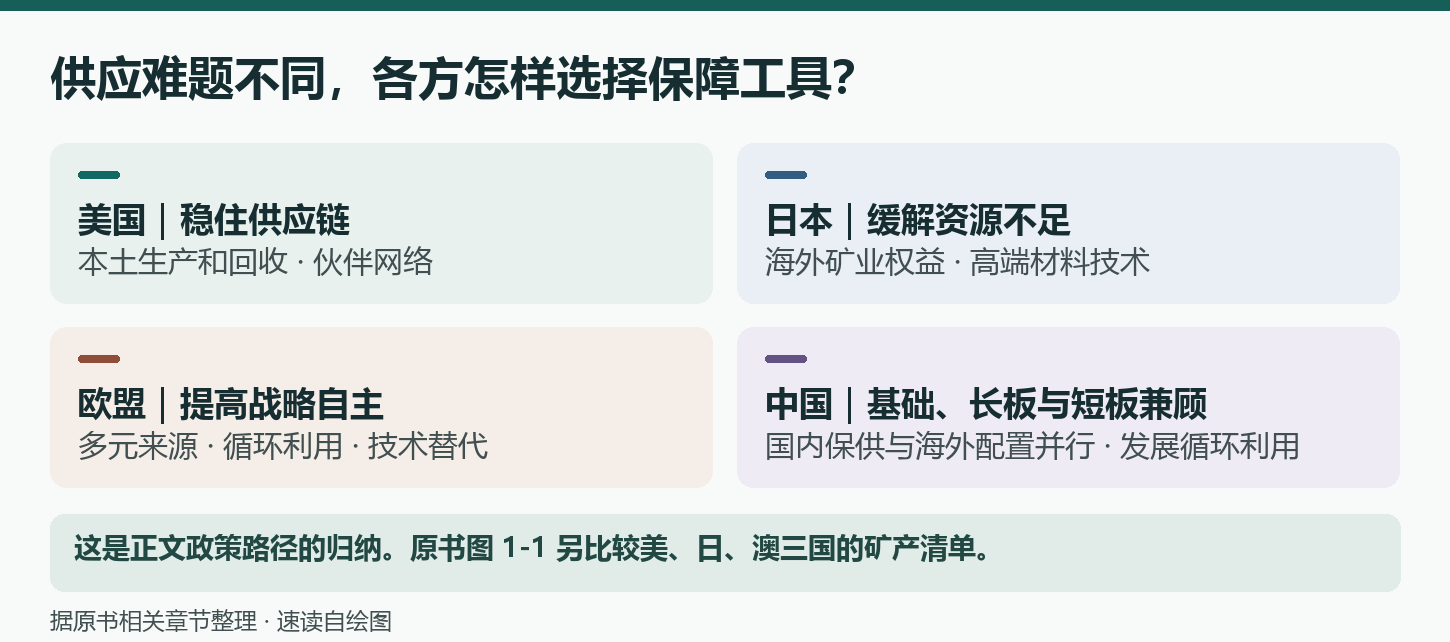 供应难题不同，各方怎样选择保障工具？
美国｜稳住供应链
本土生产和回收 · 伙伴网络
日本｜缓解资源不足
海外矿业权益 · 高端材料技术
欧盟｜提高战略自主
多元来源 · 循环利用 · 技术替代
中国｜基础、长板与短板兼顾
国内保供与海外配置并行 · 发展循环利用
这是正文政策路径的归纳。原书图 1-1 另比较美、日、澳三国的矿产清单。
据原书相关章节整理 · 速读自绘图